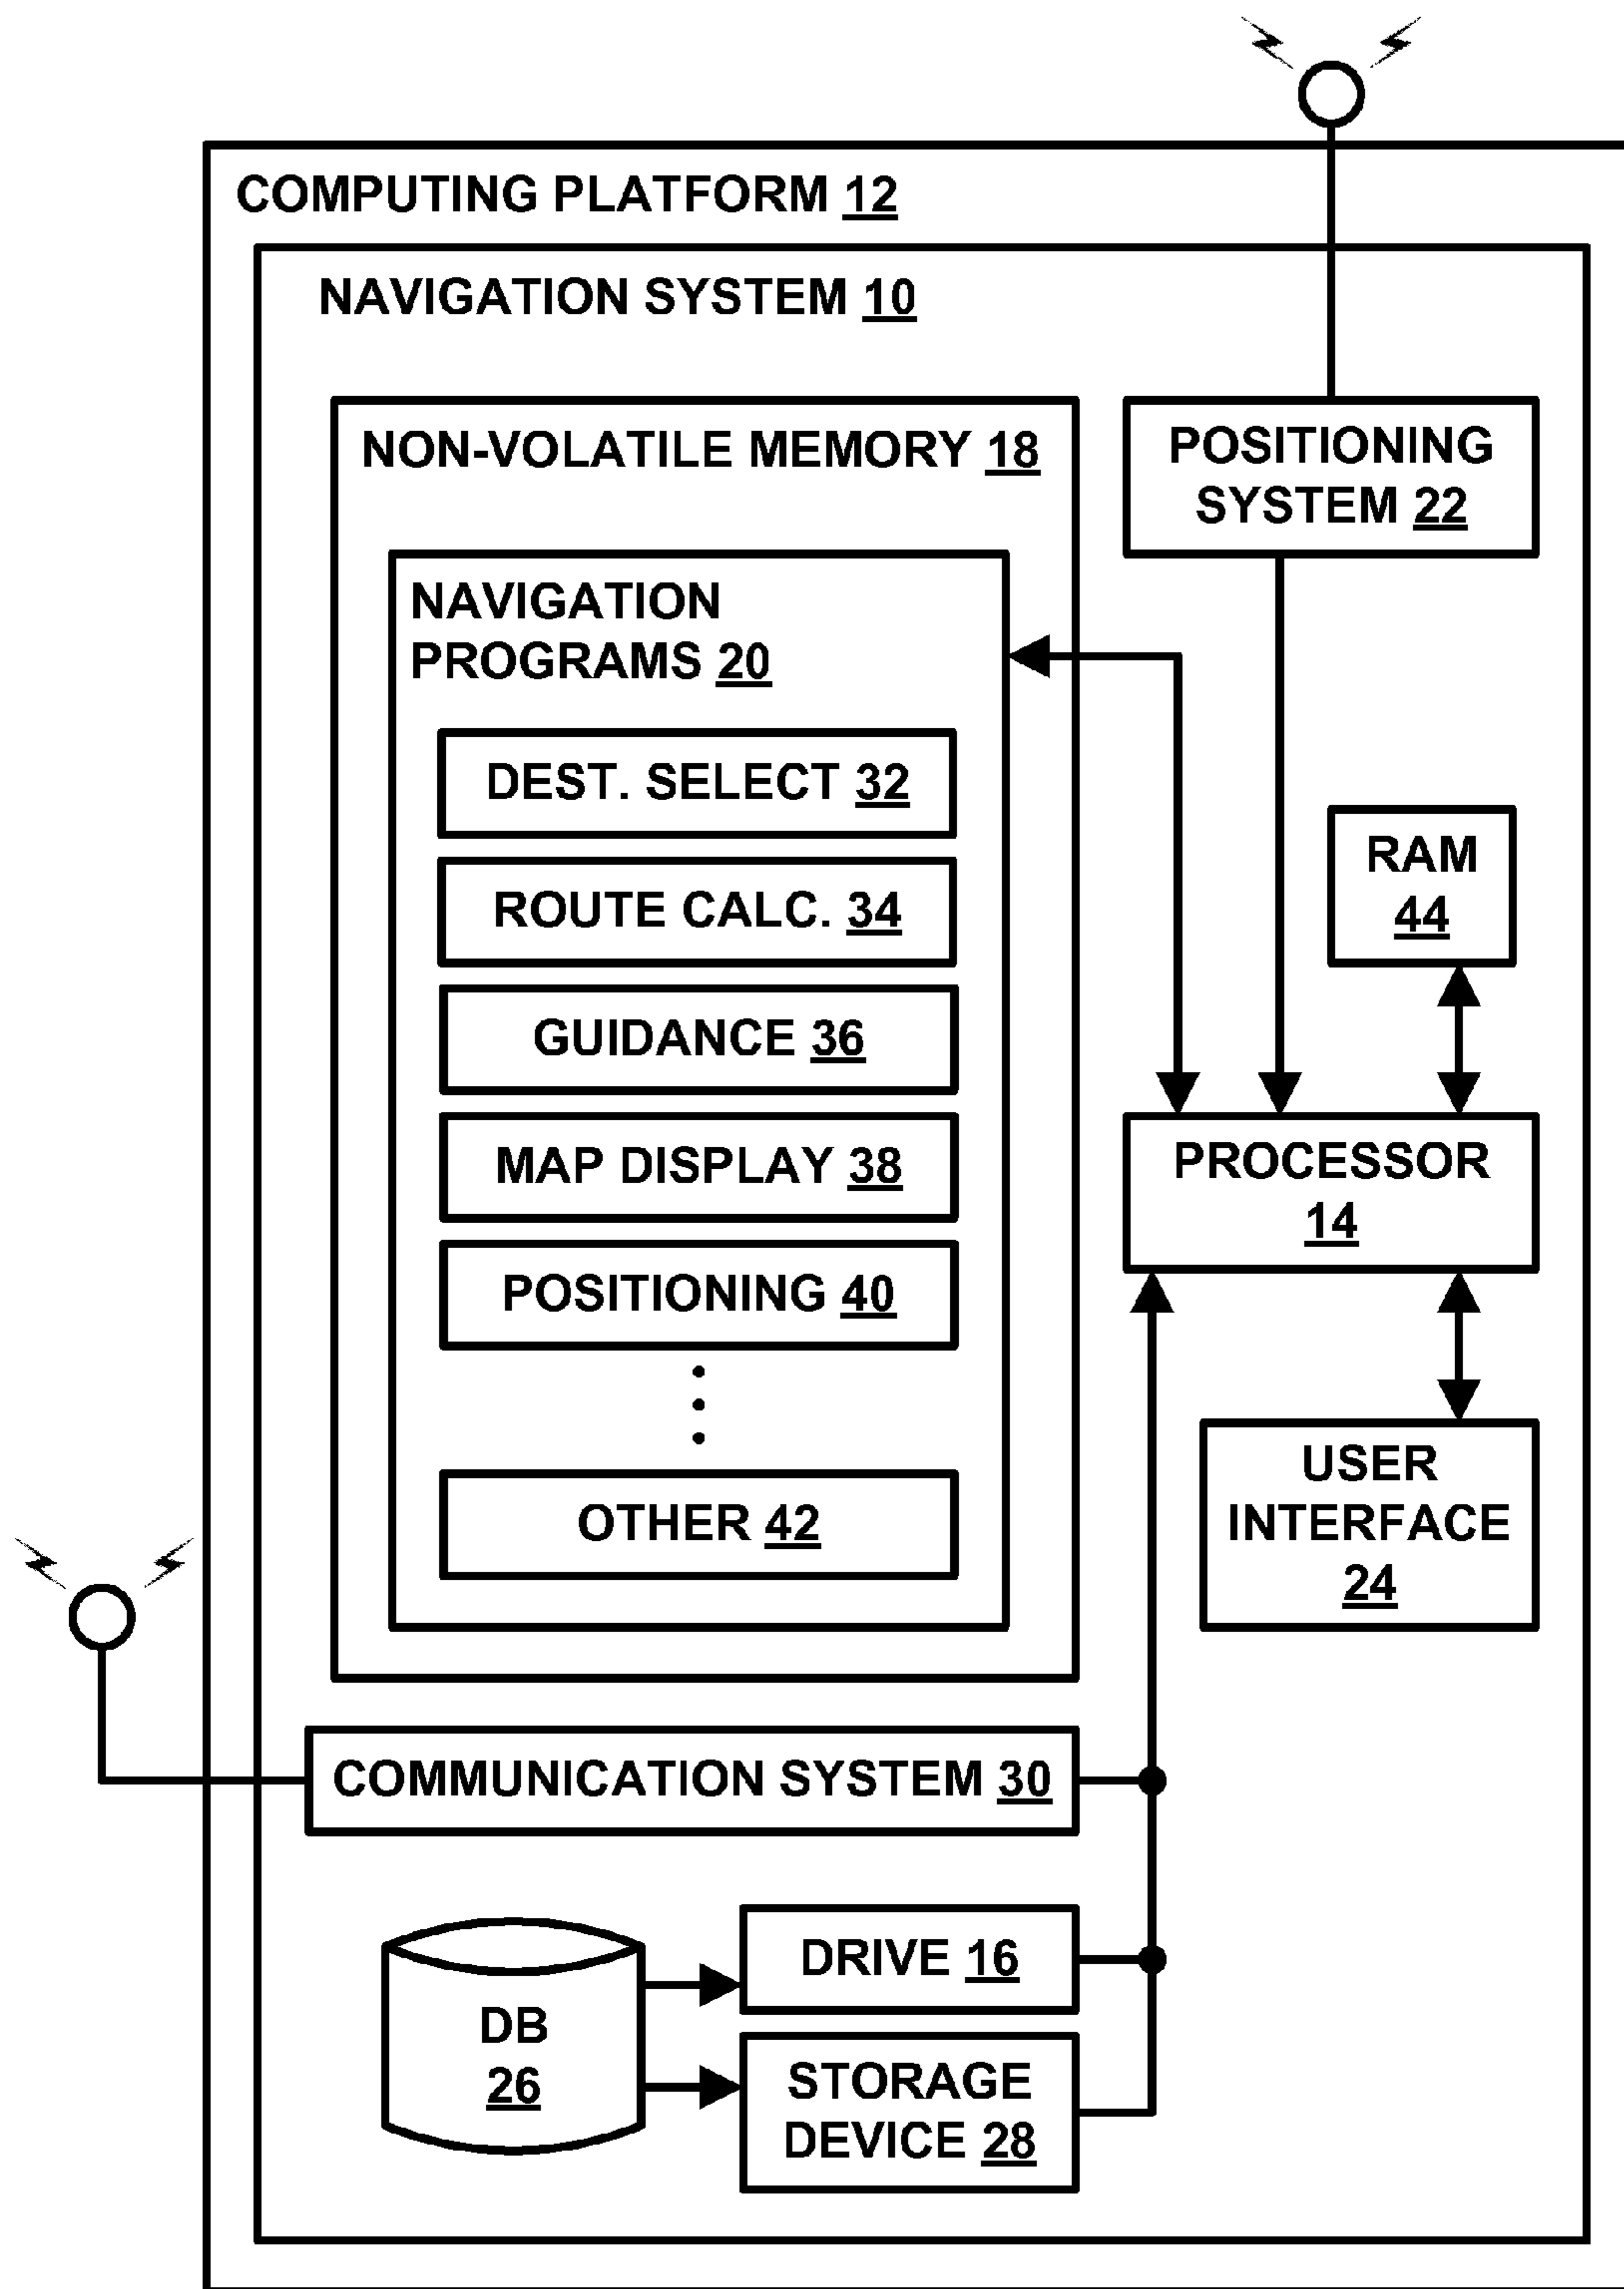 COMPUTING PLATFORM 12
NAVIGATION SYSTEM 10
NON-VOLATILE MEMORY 18
NAVIGATION
PROGRAMS 20
DEST. SELECT 32
ROUTE CALC. 34
GUIDANCE 36
MAP DISPLAY 38
POSITIONING 40
OTHER 42
POSITIONING
SYSTEM 22
RAM
44
PROCESSOR
14
USER
INTERFACE
24
COMMUNICATION SYSTEM 30
DB
26
DRIVE 16
STORAGE
DEVICE 28